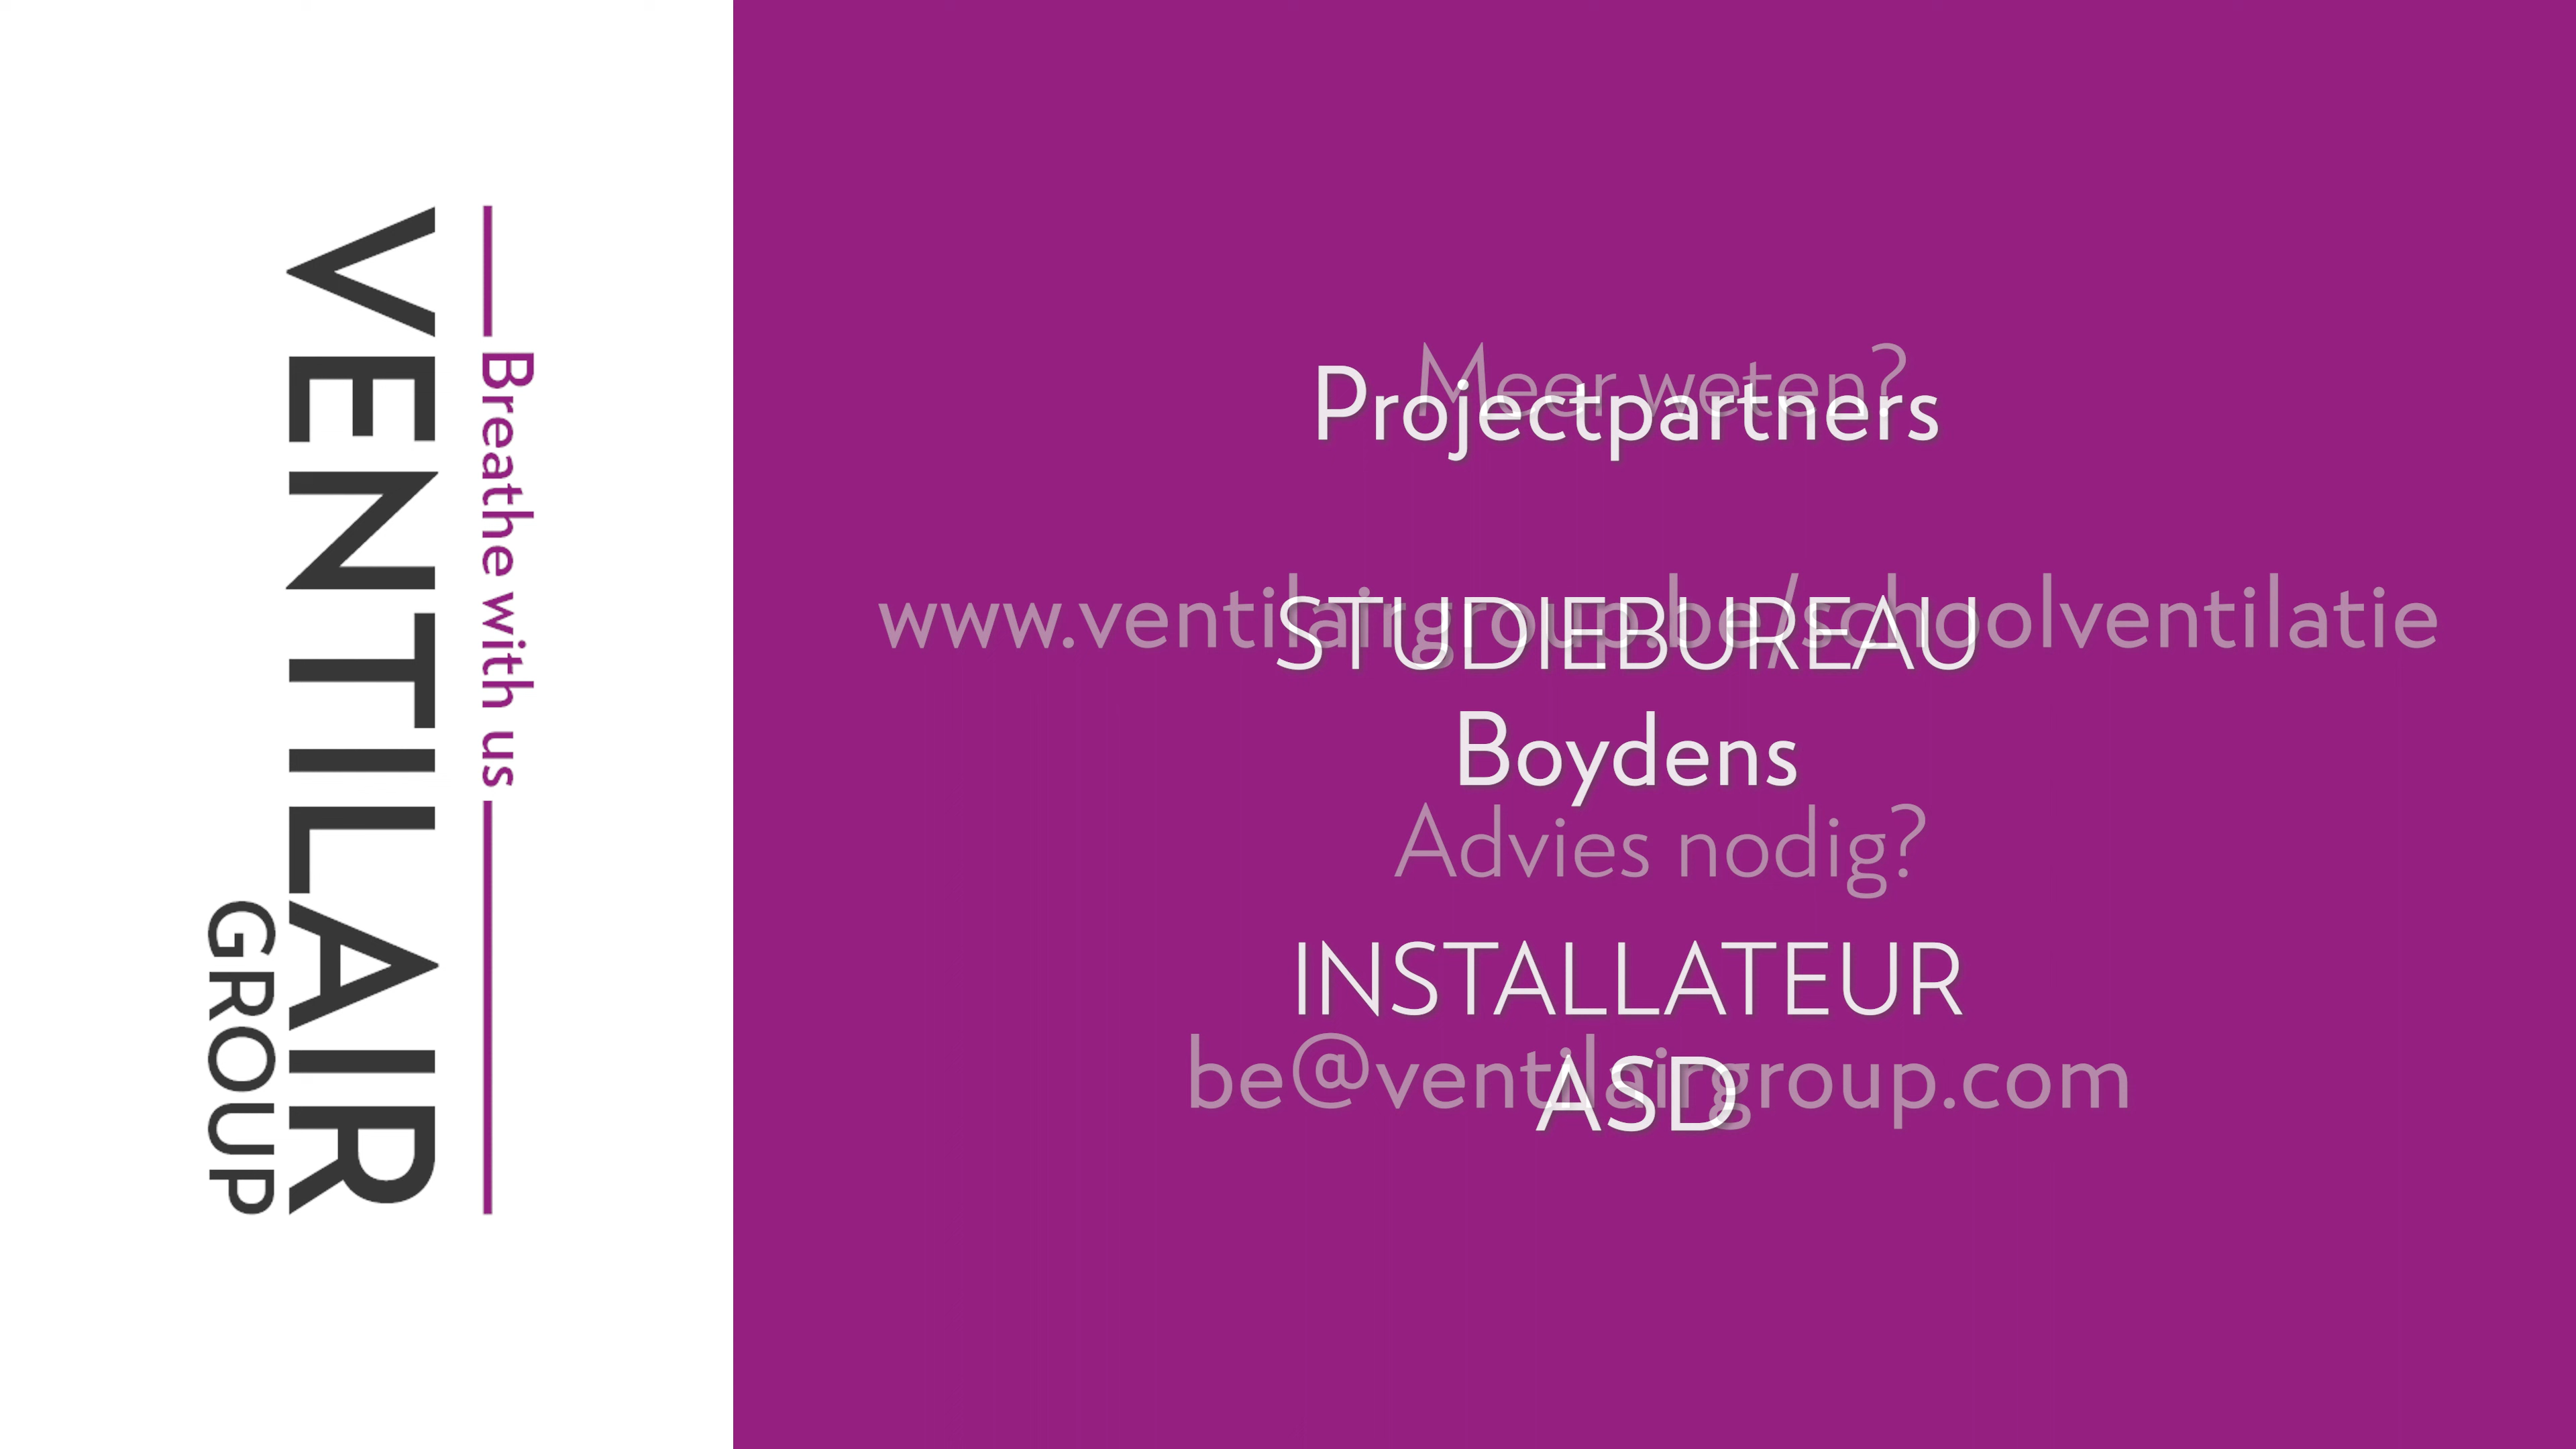 VENTILAIR
GROUP
Breathe with us
Meer weten?
Projectpartners
www.ventilairgroup.be/schoolventilatie
STUDIEBUREAU
Boydens
Advies nodig?
INSTALLATEUR
be@ventilairgroup.com
ASD